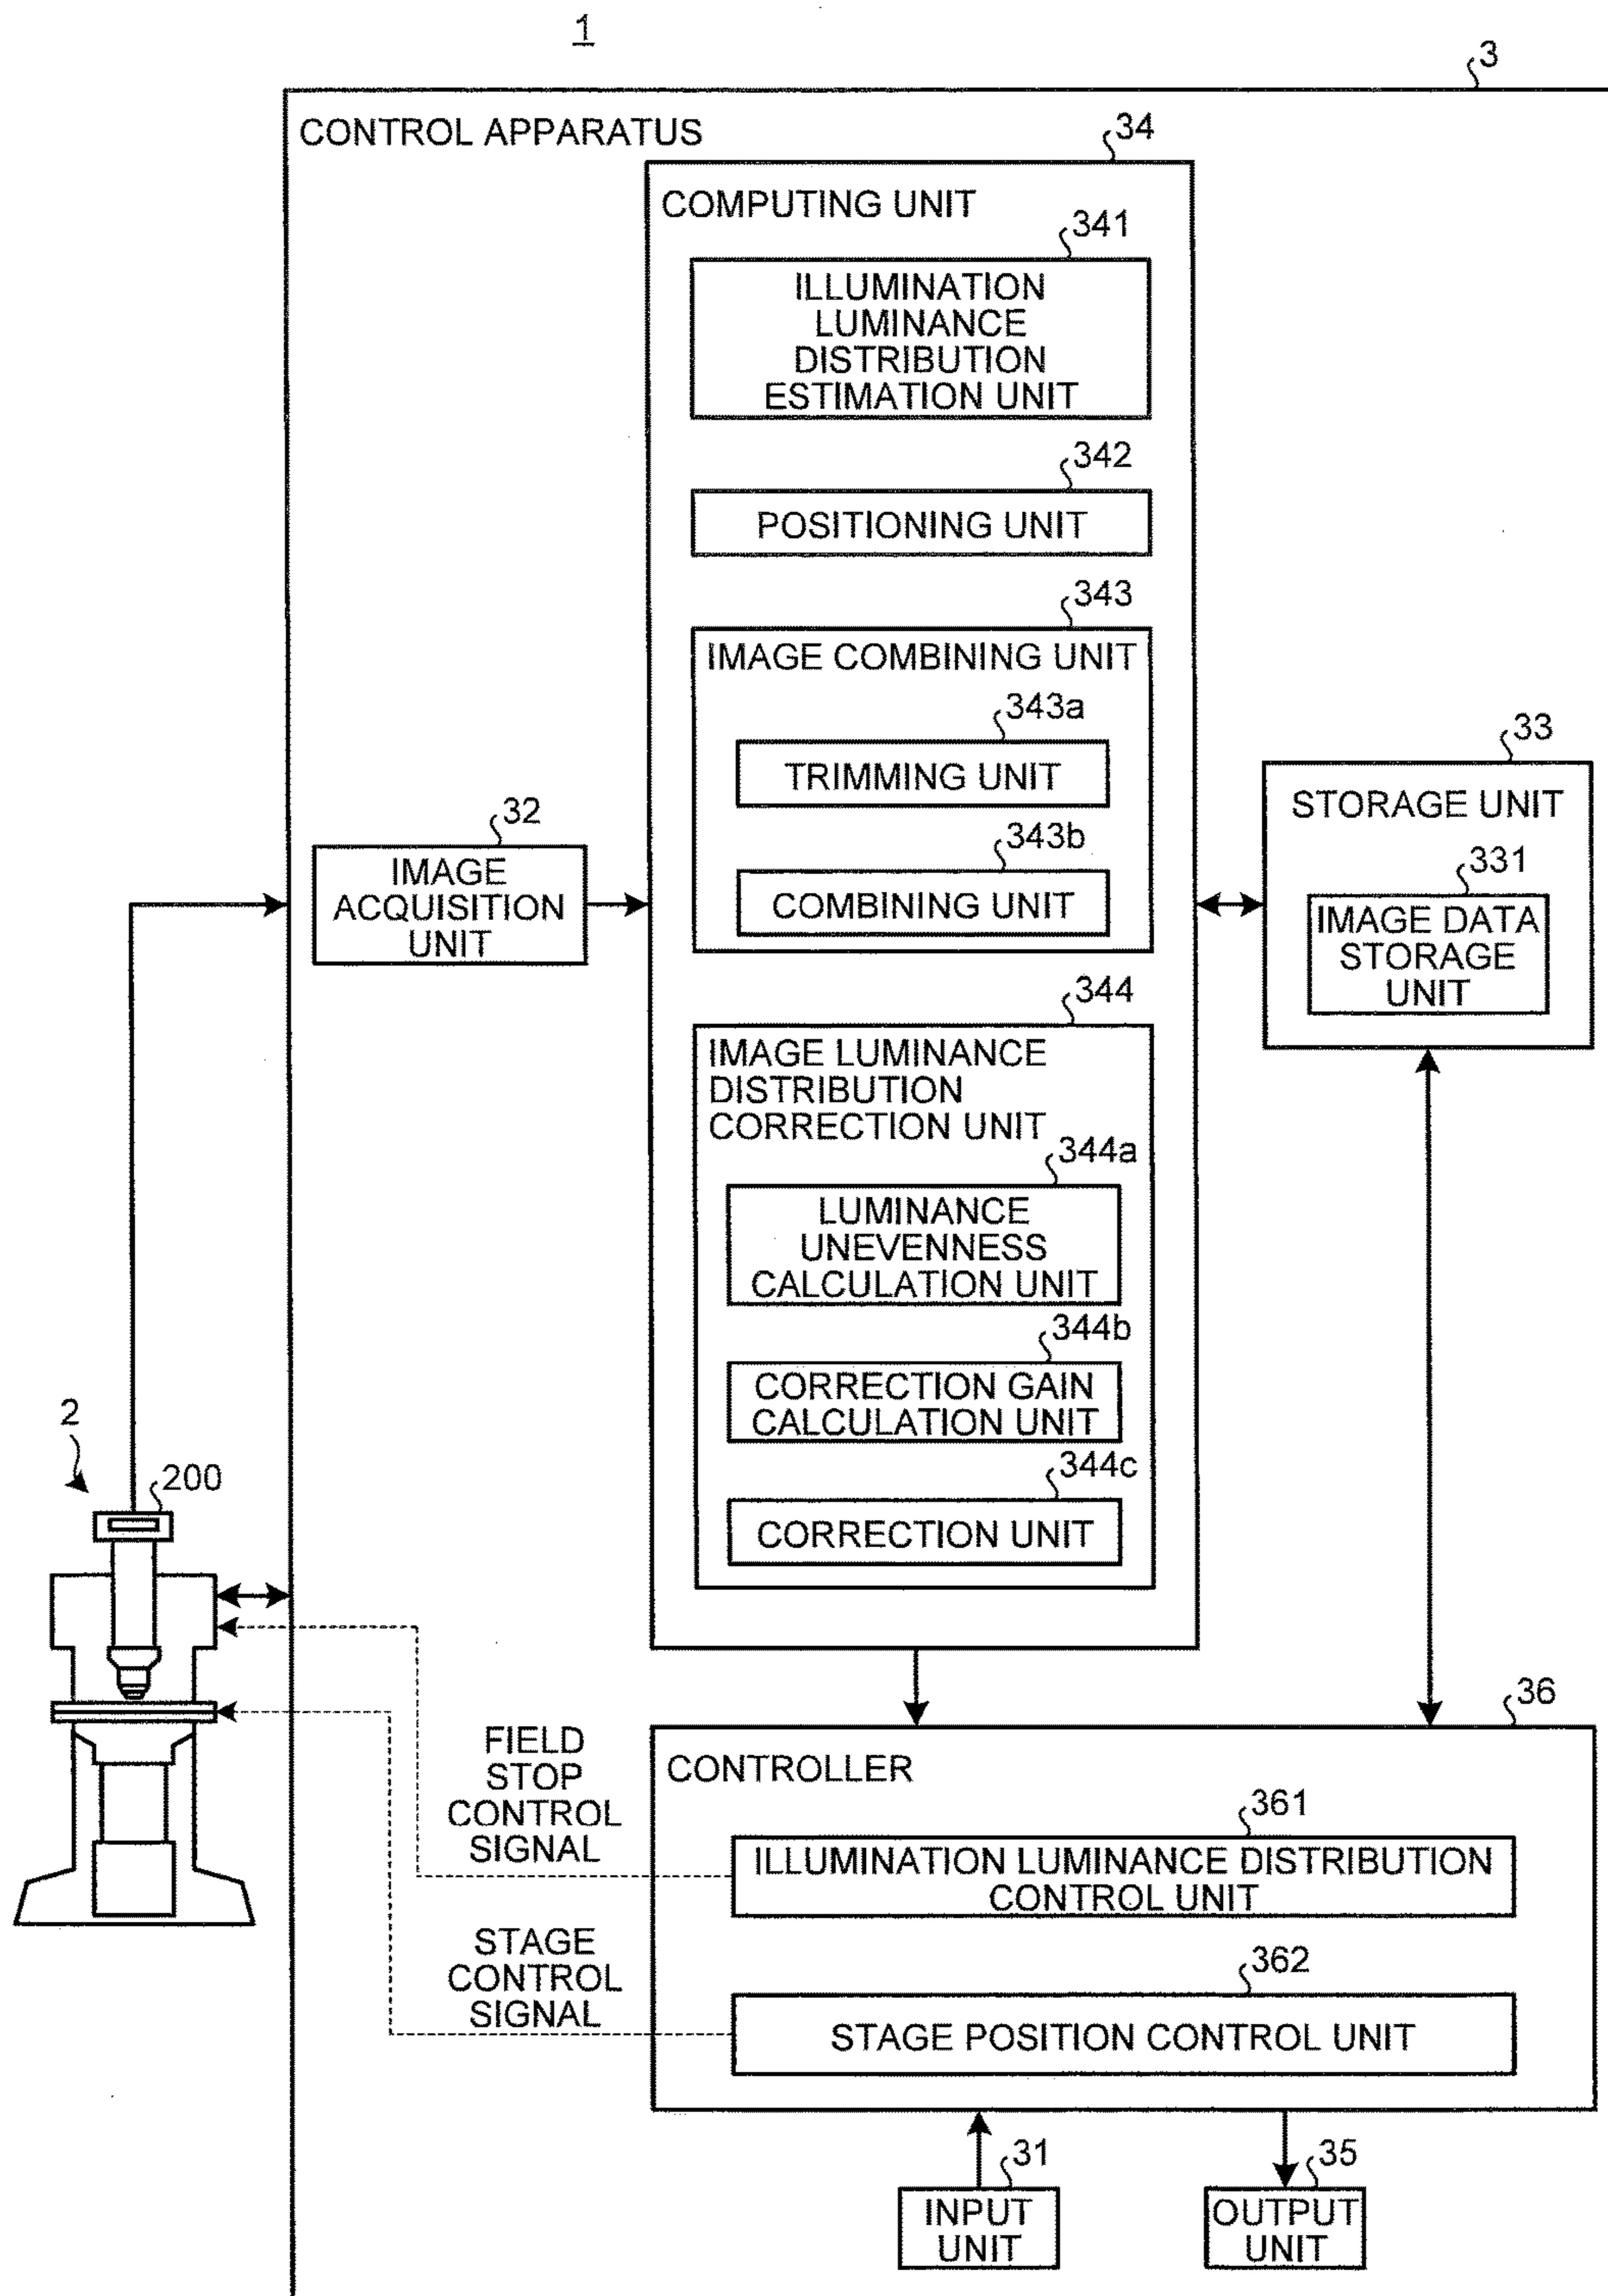 1
3
CONTROL APPARATUS
34
COMPUTING UNIT
341
ILLUMINATION
LUMINANCE
DISTRIBUTION
ESTIMATION UNIT
342
POSITIONING UNIT
343
IMAGE COMBINING UNIT
343a
TRIMMING UNIT
343b
COMBINING UNIT
32
IMAGE
ACQUISITION
UNIT
33
STORAGE UNIT
331
IMAGE DATA
STORAGE
UNIT
344
IMAGE LUMINANCE
DISTRIBUTION
CORRECTION UNIT
344a
LUMINANCE
UNEVENNESS
CALCULATION UNIT
344b
CORRECTION GAIN
CALCULATION UNIT
344c
CORRECTION UNIT
2
200
FIELD
STOP
CONTROL
SIGNAL
STAGE
CONTROL
SIGNAL
36
CONTROLLER
361
ILLUMINATION LUMINANCE DISTRIBUTION
CONTROL UNIT
362
STAGE POSITION CONTROL UNIT
31
INPUT
UNIT
35
OUTPUT
UNIT